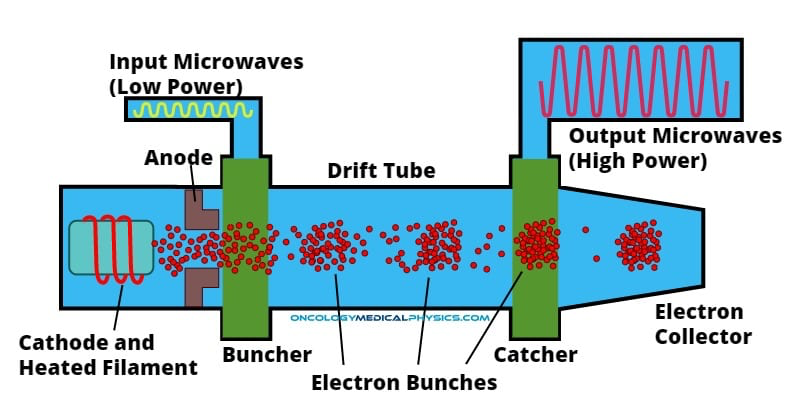 Input Microwaves
(Low Power)
Anode
Drift Tube
Output Microwaves
(High Power)
ONCOLOGYMEDICALPHYSICS.COM
Cathode and
Heated Filament
Buncher
Electron Bunches
Catcher
Electron
Collector